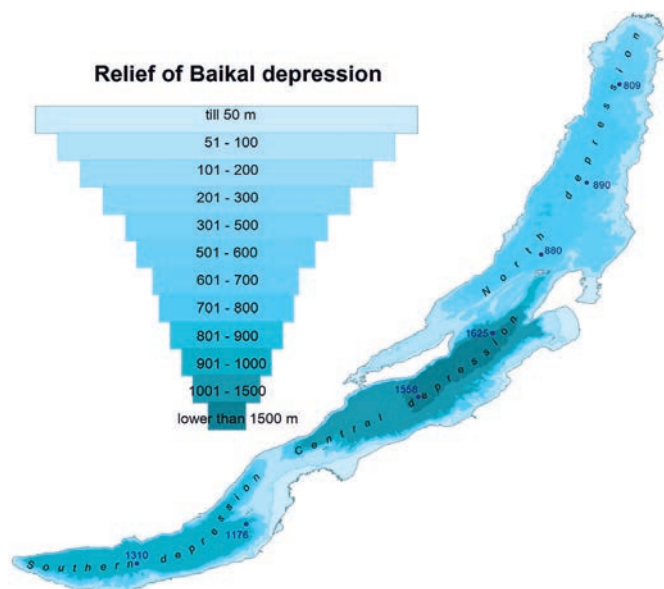 Relief of Baikal depression
till 50 m
51 - 100
101 - 200
201 - 300
301 - 500
501 - 600
601 - 700
701 - 800
801 - 900
901 - 1000
1001 - 1500
lower than 1500 m
North depression
809
890
880
Central depression
1625
1558
Southern depression
1176
1310